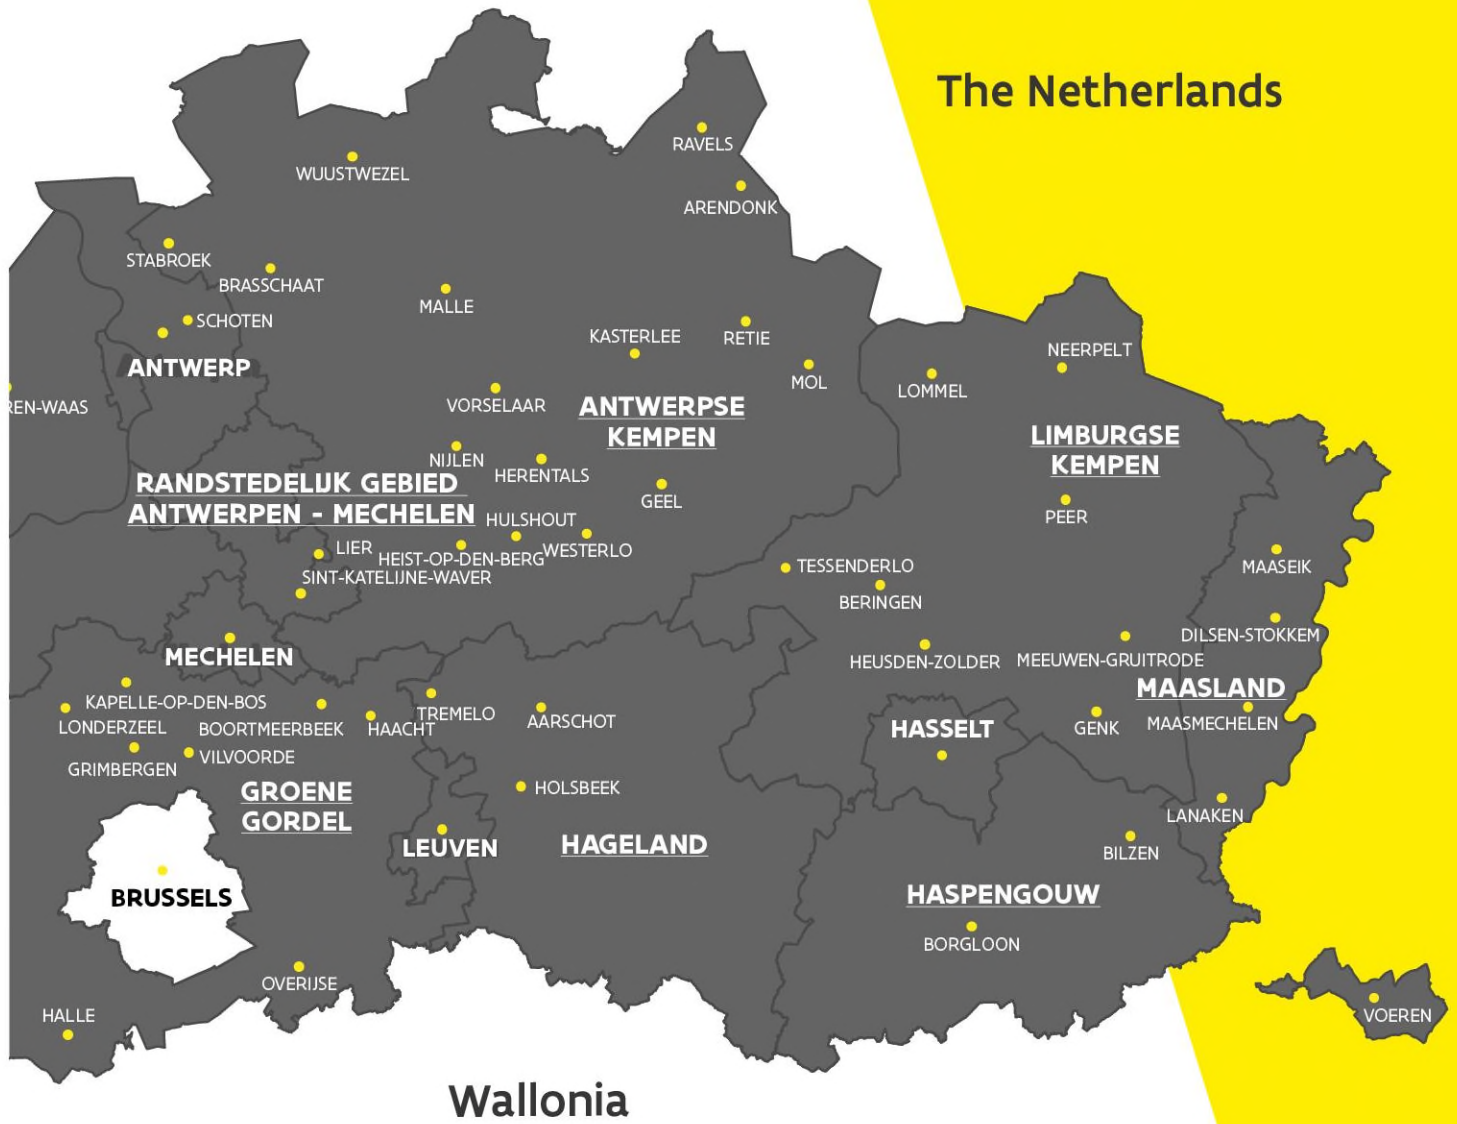 The Netherlands
RAVELS
WUUSTWEZEL
ARENDONK
STABROEK
BRASSCHAAT
MALLE
SCHOTEN
KASTERLEE
RETIE
NEERPELT
ANTWERP
MOL
LOMMEL
REN-WAAS
VORSELAAR
ANTWERPSE
KEMPEN
LIMBURGSE
KEMPEN
NIJLEN
HERENTALS
RANDSTEDELIJK GEBIED
ANTWERPEN - MECHELEN
GEEL
HULSHOUT
PEER
LIER
HEIST-OP-DEN-BERG
WESTERLO
TESSENDERLO
MAASEIK
SINT-KATELIJNE-WAVER
BERINGEN
DILSEN-STOKKEM
MECHELEN
HEUSDEN-ZOLDER
MEEUWEN-GRUITRODE
MAASLAND
KAPELLE-OP-DEN-BOS
TREMELO
AARSCHOT
MAASMECHELEN
LONDERZEEL
BOORTMEERBEEK
HAACHT
HASSELT
GENK
VILVOORDE
GRIMBERGEN
GROENE
GORDEL
HOLSBEEK
LANAKEN
LEUVEN
HAGELAND
BILZEN
BRUSSELS
HASPENGOUW
BORGLOON
OVERIJSE
HALLE
VOEREN
Wallonia